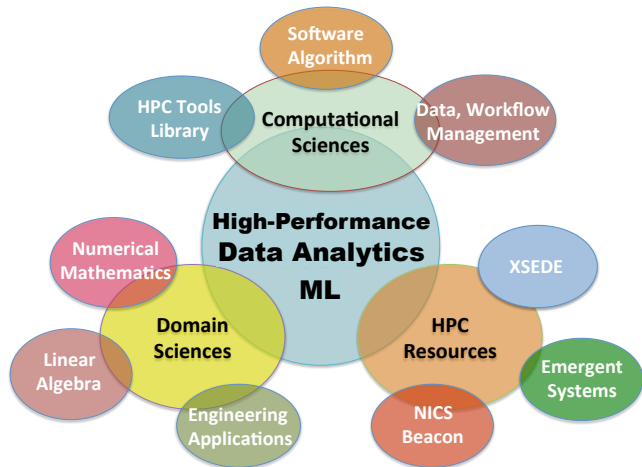 Software
Algorithm
HPC Tools
Library
Computational
Sciences
Data, Workflow
Management
High-Performance
Data Analytics
ML
Numerical
Mathematics
XSEDE
Domain
Sciences
HPC
Resources
Linear
Algebra
Emergent
Systems
Engineering
Applications
NICS
Beacon